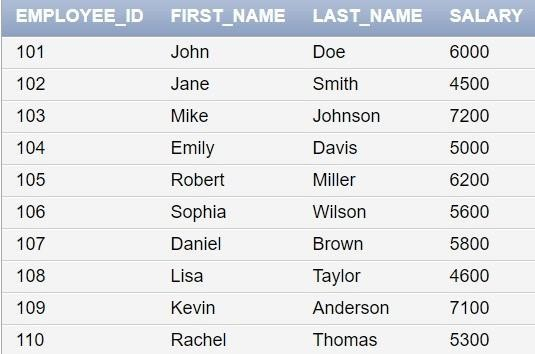 EMPLOYEE_ID FIRST_NAME LAST_NAME SALARY
101 John Doe 6000
102 Jane Smith 4500
103 Mike Johnson 7200
104 Emily Davis 5000
105 Robert Miller 6200
106 Sophia Wilson 5600
107 Daniel Brown 5800
108 Lisa Taylor 4600
109 Kevin Anderson 7100
110 Rachel Thomas 5300